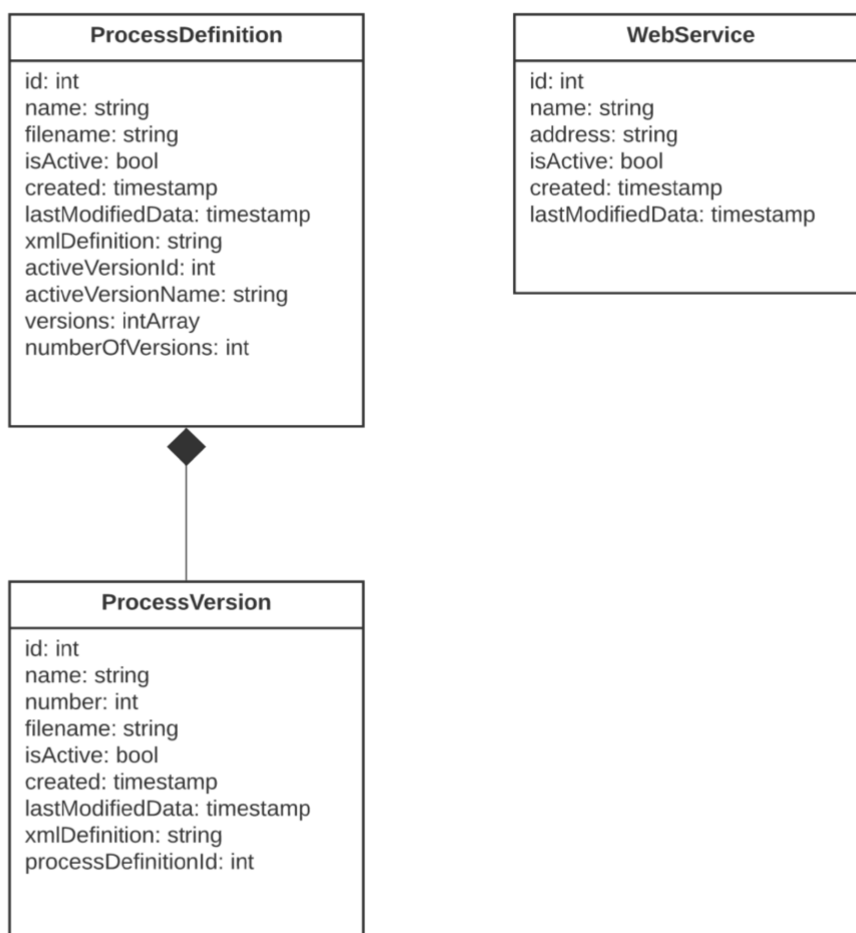 ProcessDefinition
id: int
name: string
filename: string
isActive: bool
created: timestamp
lastModifiedData: timestamp
xmlDefinition: string
activeVersionId: int
activeVersionName: string
versions: intArray
numberOfVersions: int
WebService
id: int
name: string
address: string
isActive: bool
created: timestamp
lastModifiedData: timestamp
ProcessVersion
id: int
name: string
number: int
filename: string
isActive: bool
created: timestamp
lastModifiedData: timestamp
xmlDefinition: string
processDefinitionId: int